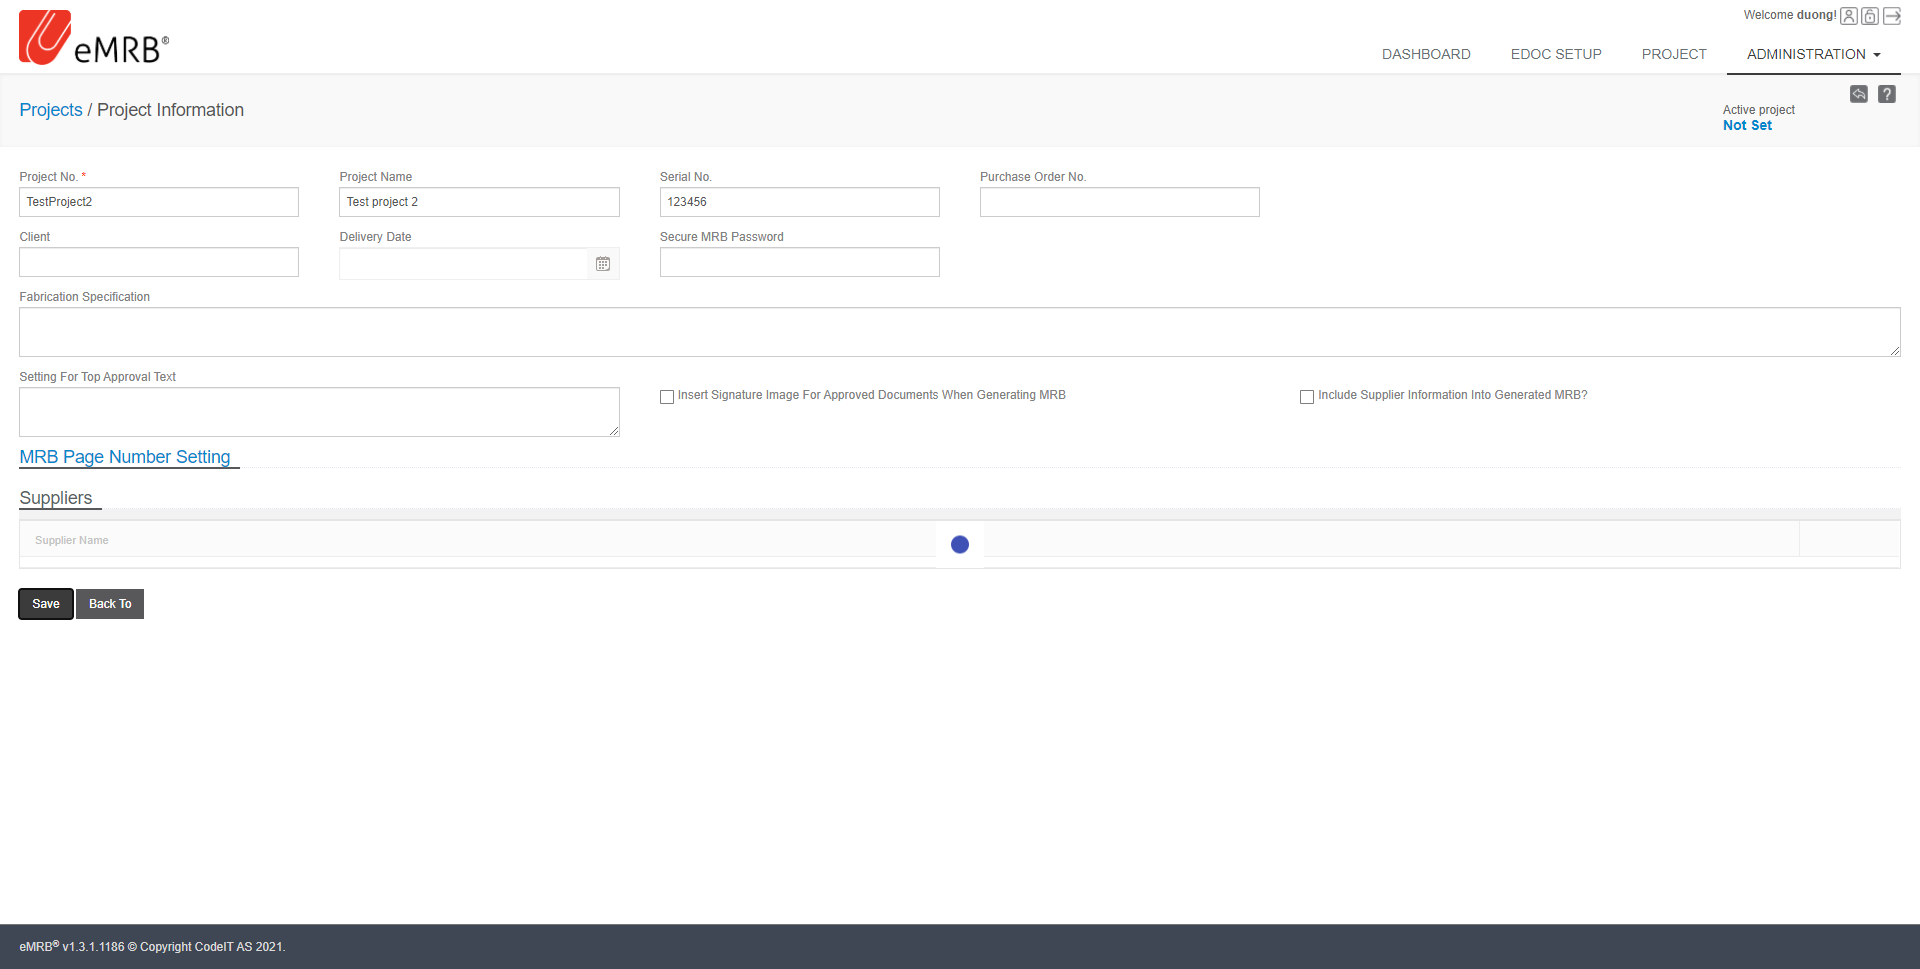 eMRB®
Welcome duong!
DASHBOARD EDOC SETUP PROJECT ADMINISTRATION
Projects / Project Information
Active project
Not Set
Project No. * Project Name Serial No. Purchase Order No.
TestProject2 Test project 2 123456
Client Delivery Date Secure MRB Password
Fabrication Specification
Setting For Top Approval Text
Insert Signature Image For Approved Documents When Generating MRB Include Supplier Information Into Generated MRB?
MRB Page Number Setting
Suppliers
Supplier Name
Save Back To
eMRB® v1.3.1.1186 © Copyright CodeIT AS 2021.